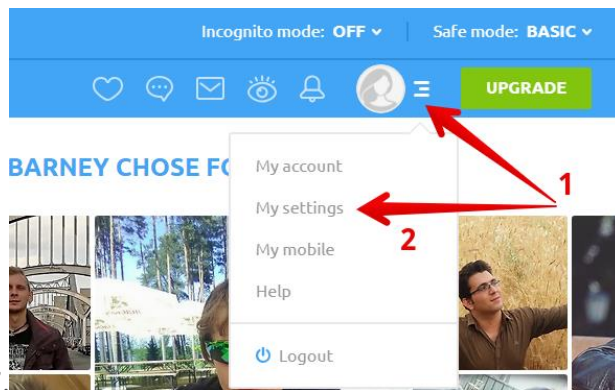 Incognito mode: OFF
Safe mode: BASIC
UPGRADE
BARNEY CHOSE FO
1
My account
My settings
2
My mobile
Help
Logout